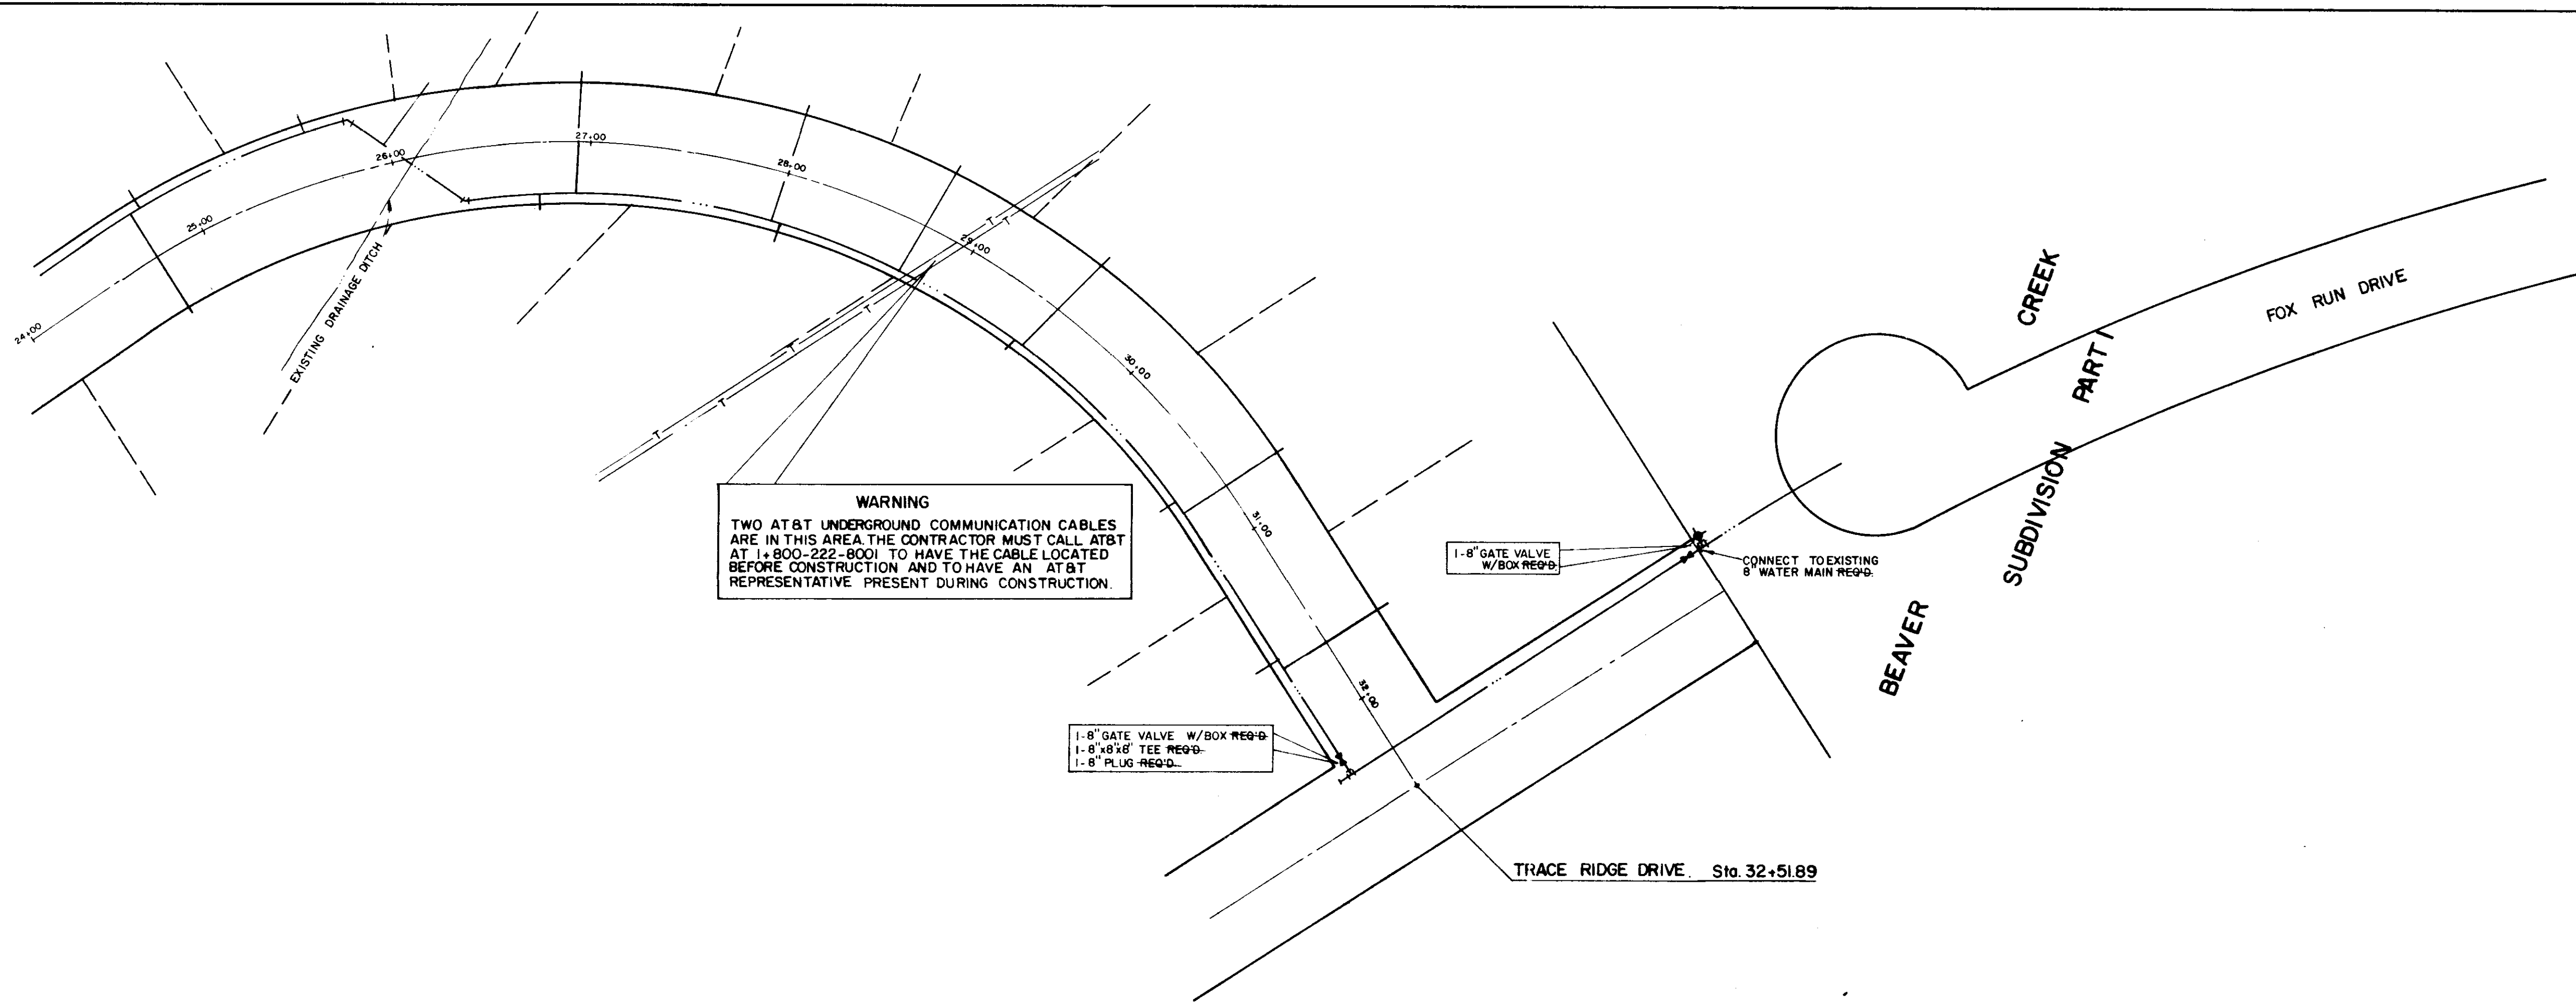 24+00
25+00
26+00
27+00
28+00
29+00
30+00
31+00
32+00
EXISTING DRAINAGE DITCH
T
T
T
T
T
T
WARNING
TWO AT&T UNDERGROUND COMMUNICATION CABLES
ARE IN THIS AREA. THE CONTRACTOR MUST CALL AT&T
AT 1+800-222-8001 TO HAVE THE CABLE LOCATED
BEFORE CONSTRUCTION AND TO HAVE AN AT&T
REPRESENTATIVE PRESENT DURING CONSTRUCTION.
1-8" GATE VALVE W/BOX REQ'D.
1-8"x8"x8" TEE REQ'D.
1-8" PLUG REQ'D.
1-8" GATE VALVE
W/BOX REQ'D.
CONNECT TO EXISTING
8" WATER MAIN REQ'D.
TRACE RIDGE DRIVE. Sta. 32+51.89
BEAVER CREEK
SUBDIVISION PART I
FOX RUN DRIVE